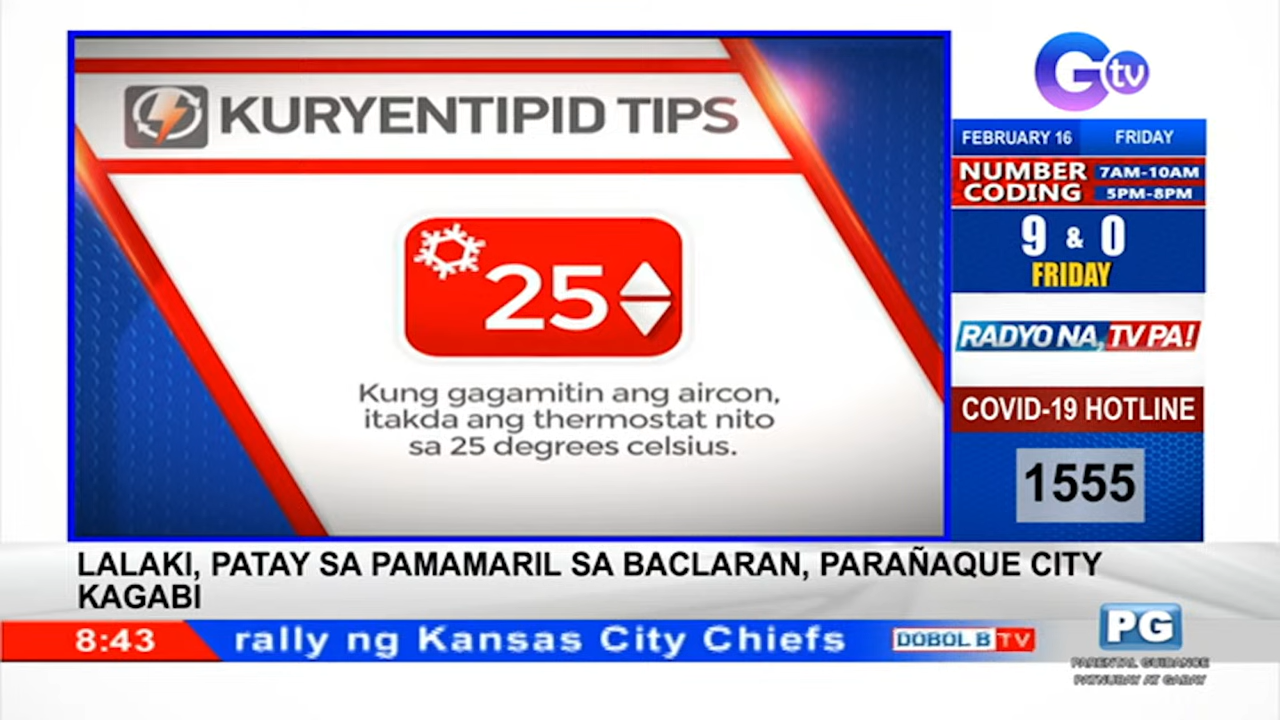 KURYENTIPID TIPS
25
Kung gagamitin ang aircon,
itakda ang thermostat nito
sa 25 degrees celsius.
Gtv
FEBRUARY 16 FRIDAY
NUMBER CODING 7AM-10AM 5PM-8PM
9 & 0
FRIDAY
RADYO NA, TV PA!
COVID-19 HOTLINE
1555
LALAKI, PATAY SA PAMAMARIL SA BACLARAN, PARAÑAQUE CITY
KAGABI
8:43 rally ng Kansas City Chiefs DOBOL B TV
PG
PARENTAL GUIDANCE
PATNUBAY AT GABAY